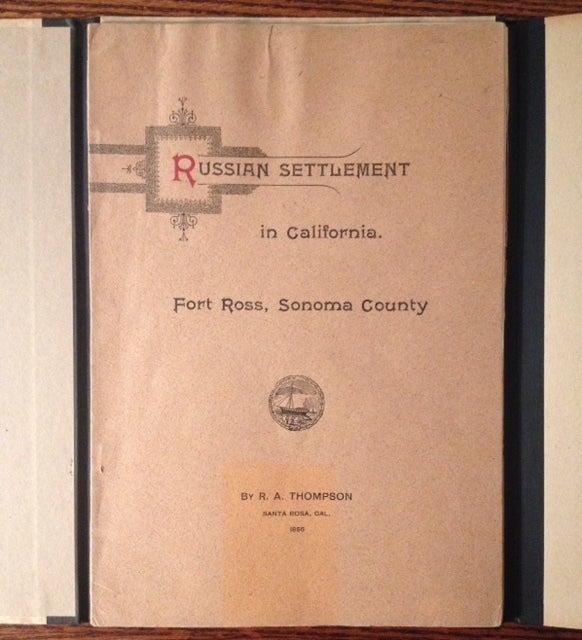 RUSSIAN SETTLEMENT
in California.
Fort Ross, Sonoma County
BY R. A. THOMPSON
SANTA ROSA, CAL.
1896